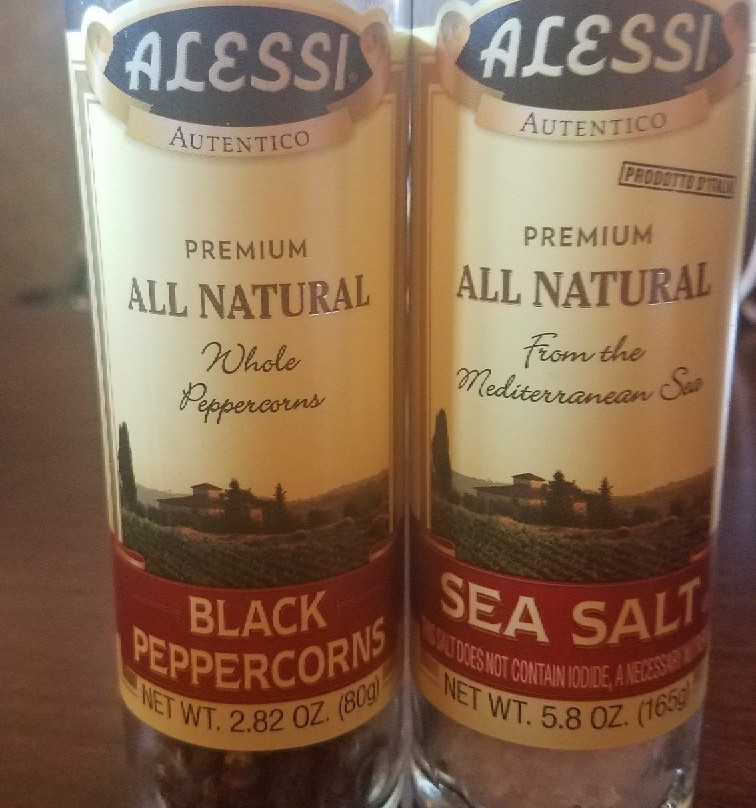 ALESSI
AUTENTICO
PREMIUM
ALL NATURAL
Whole
Peppercorns
BLACK
PEPPERCORNS
NET WT. 2.82 OZ. (80g)
ALESSI
AUTENTICO
PRODOTTO D'ITALIA
PREMIUM
ALL NATURAL
From the
Mediterranean Sea
SEA SALT
SALT DOES NOT CONTAIN IODIDE, A NECESSARY
NET WT. 5.8 OZ. (165g)